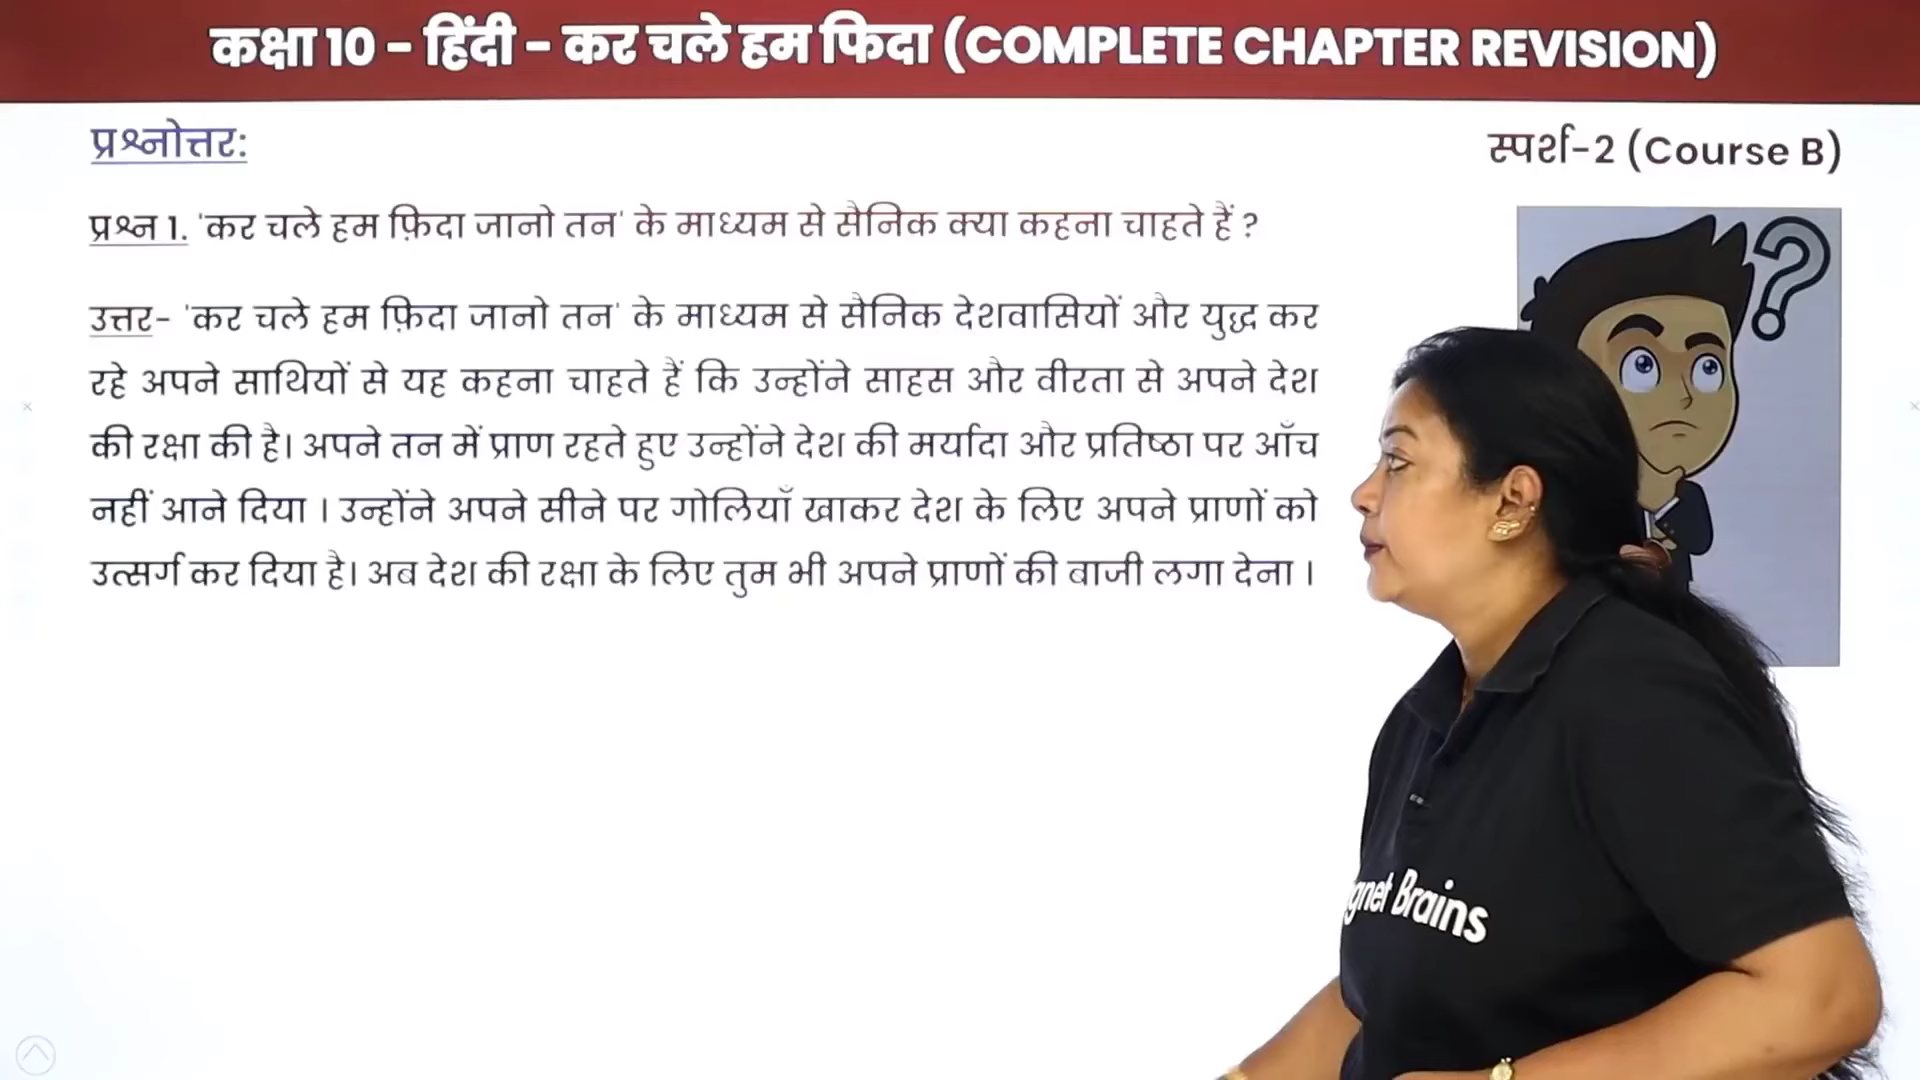 कक्षा 10 - हिंदी - कर चले हम फिदा (COMPLETE CHAPTER REVISION)
प्रश्नोत्तर:
स्पर्श-2 (Course B)
प्रश्न 1. 'कर चले हम फ़िदा जानो तन' के माध्यम से सैनिक क्या कहना चाहते हैं ?
उत्तर- 'कर चले हम फ़िदा जानो तन' के माध्यम से सैनिक देशवासियों और युद्ध कर
रहे अपने साथियों से यह कहना चाहते हैं कि उन्होंने साहस और वीरता से अपने देश
की रक्षा की है। अपने तन में प्राण रहते हुए उन्होंने देश की मर्यादा और प्रतिष्ठा पर आँच
नहीं आने दिया । उन्होंने अपने सीने पर गोलियाँ खाकर देश के लिए अपने प्राणों को
उत्सर्ग कर दिया है। अब देश की रक्षा के लिए तुम भी अपने प्राणों की बाजी लगा देना ।
?
gnet Brains